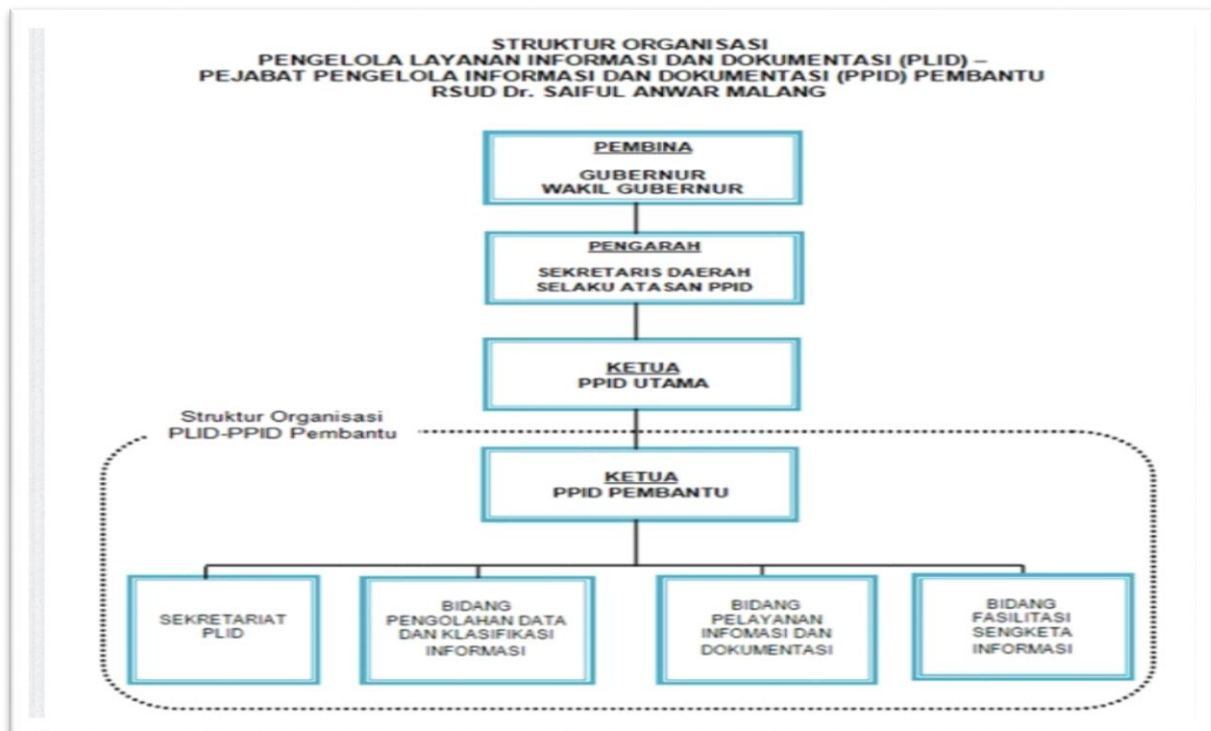 STRUKTUR ORGANISASI
PENGELOLA LAYANAN INFORMASI DAN DOKUMENTASI (PLID) –
PEJABAT PENGELOLA INFORMASI DAN DOKUMENTASI (PPID) PEMBANTU
RSUD Dr. SAIFUL ANWAR MALANG
PEMBINA
GUBERNUR
WAKIL GUBERNUR
PENGARAH
SEKRETARIS DAERAH
SELAKU ATASAN PPID
KETUA
PPID UTAMA
Struktur Organisasi
PLID-PPID Pembantu
KETUA
PPID PEMBANTU
SEKRETARIAT
PLID
BIDANG
PENGOLAHAN DATA
DAN KLASIFIKASI
INFORMASI
BIDANG
PELAYANAN
INFOMASI DAN
DOKUMENTASI
BIDANG
FASILITASI
SENGKETA
INFORMASI